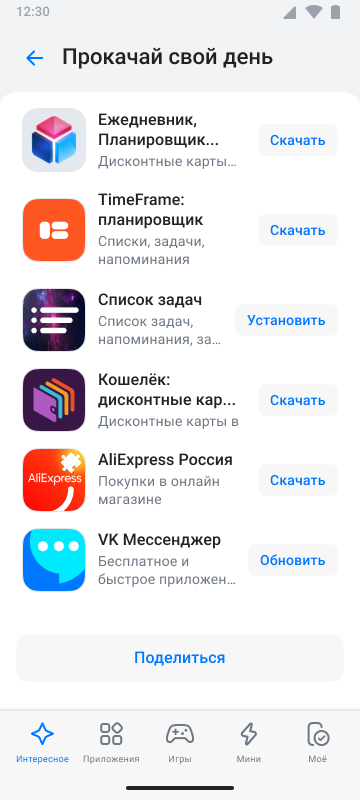 12:30
Прокачай свой день
Ежедневник,
Планировщик...
Дисконтные карты...
Скачать
TimeFrame:
планировщик
Списки, задачи,
напоминания
Скачать
Список задач
Список задач,
напоминания, за...
Установить
Кошелёк:
дисконтные кар...
Дисконтные карты в
Скачать
AliExpress
AliExpress Россия
Покупки в онлайн
магазине
Скачать
VK Мессенджер
Бесплатное и
быстрое приложен...
Обновить
Поделиться
Интересное
Приложения
Игры
Мини
Моё